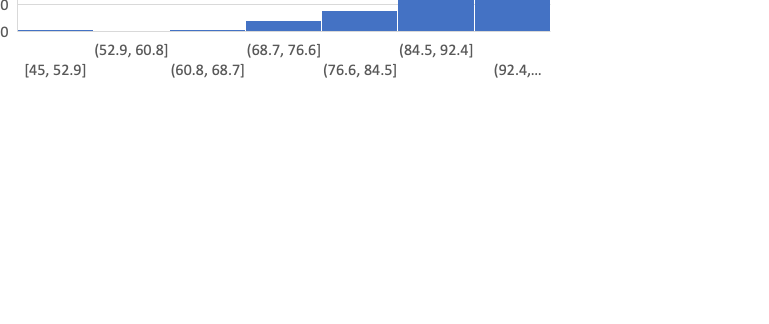 0
0
(52.9, 60.8] (68.7, 76.6] (84.5, 92.4]
[45, 52.9] (60.8, 68.7] (76.6, 84.5] (92.4,...